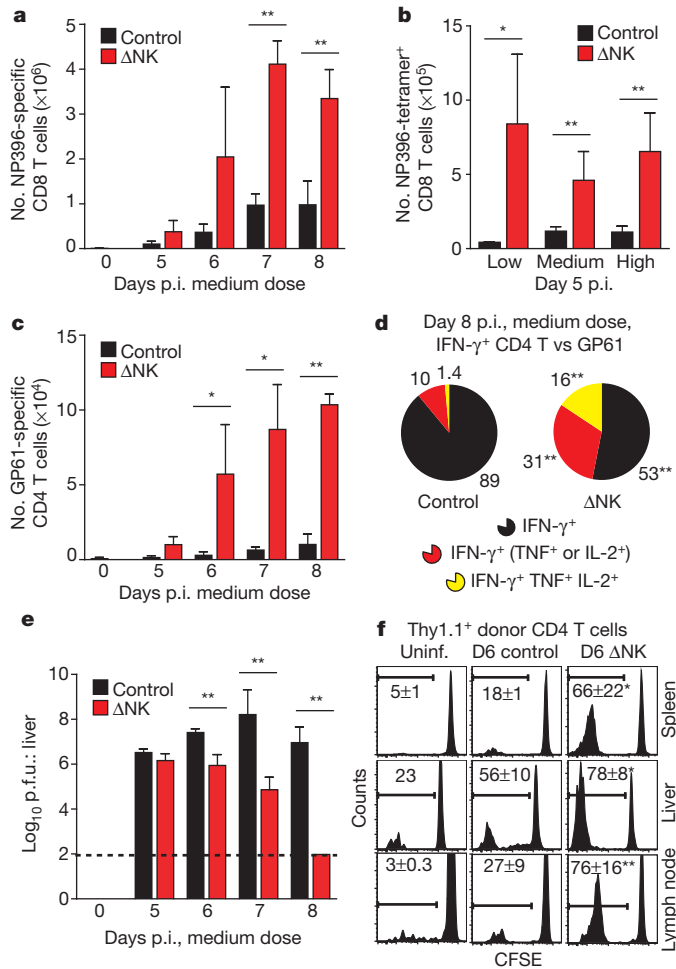 a
No. NP396-specific
CD8 T cells (×10⁶)
5
4
3
2
1
0
Control
ΔNK
**
**
0 5 6 7 8
Days p.i. medium dose
b
No. NP396-tetramer⁺
CD8 T cells (×10⁵)
15
10
5
0
Control
ΔNK
*
**
**
Low Medium High
Day 5 p.i.
c
No. GP61-specific
CD4 T cells (×10⁴)
15
10
5
0
Control
ΔNK
*
*
**
0 5 6 7 8
Days p.i. medium dose
d
Day 8 p.i., medium dose,
IFN-γ⁺ CD4 T vs GP61
10 1.4
89
Control
16**
31**
53**
ΔNK
IFN-γ⁺
IFN-γ⁺ (TNF⁺ or IL-2⁺)
IFN-γ⁺ TNF⁺ IL-2⁺
e
Log₁₀ p.f.u.: liver
10
8
6
4
2
0
Control
ΔNK
**
**
**
0 5 6 7 8
Days p.i., medium dose
f
Thy1.1⁺ donor CD4 T cells
Uninf. D6 control D6 ΔNK
5±1 18±1 66±22*
Spleen
23 56±10 78±8*
Liver
3±0.3 27±9 76±16**
Lymph node
Counts
CFSE